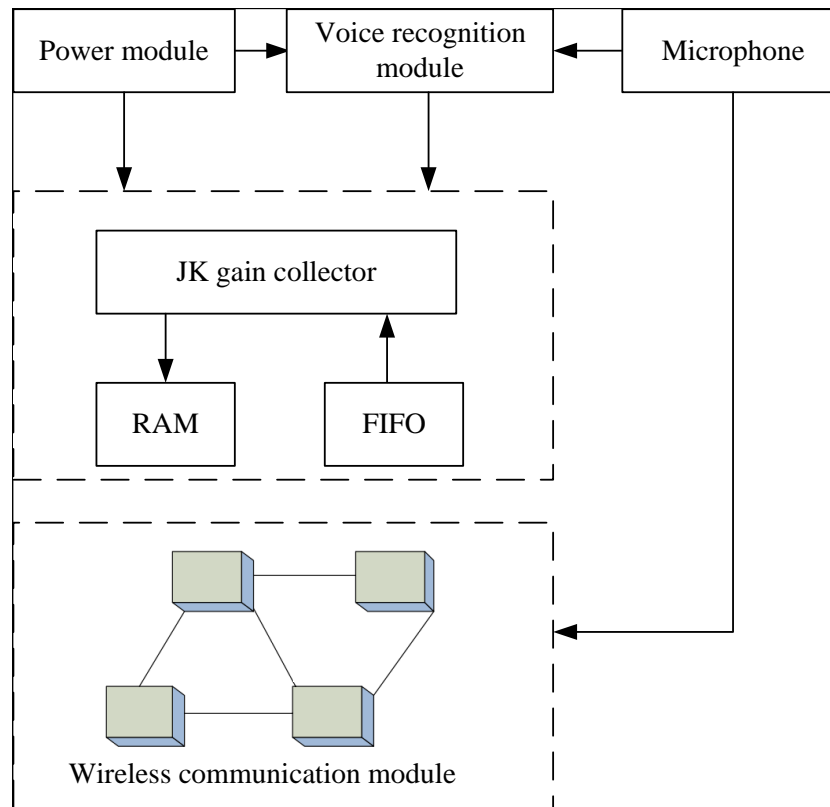 Power module
Voice recognition
module
Microphone
JK gain collector
RAM
FIFO
Wireless communication module